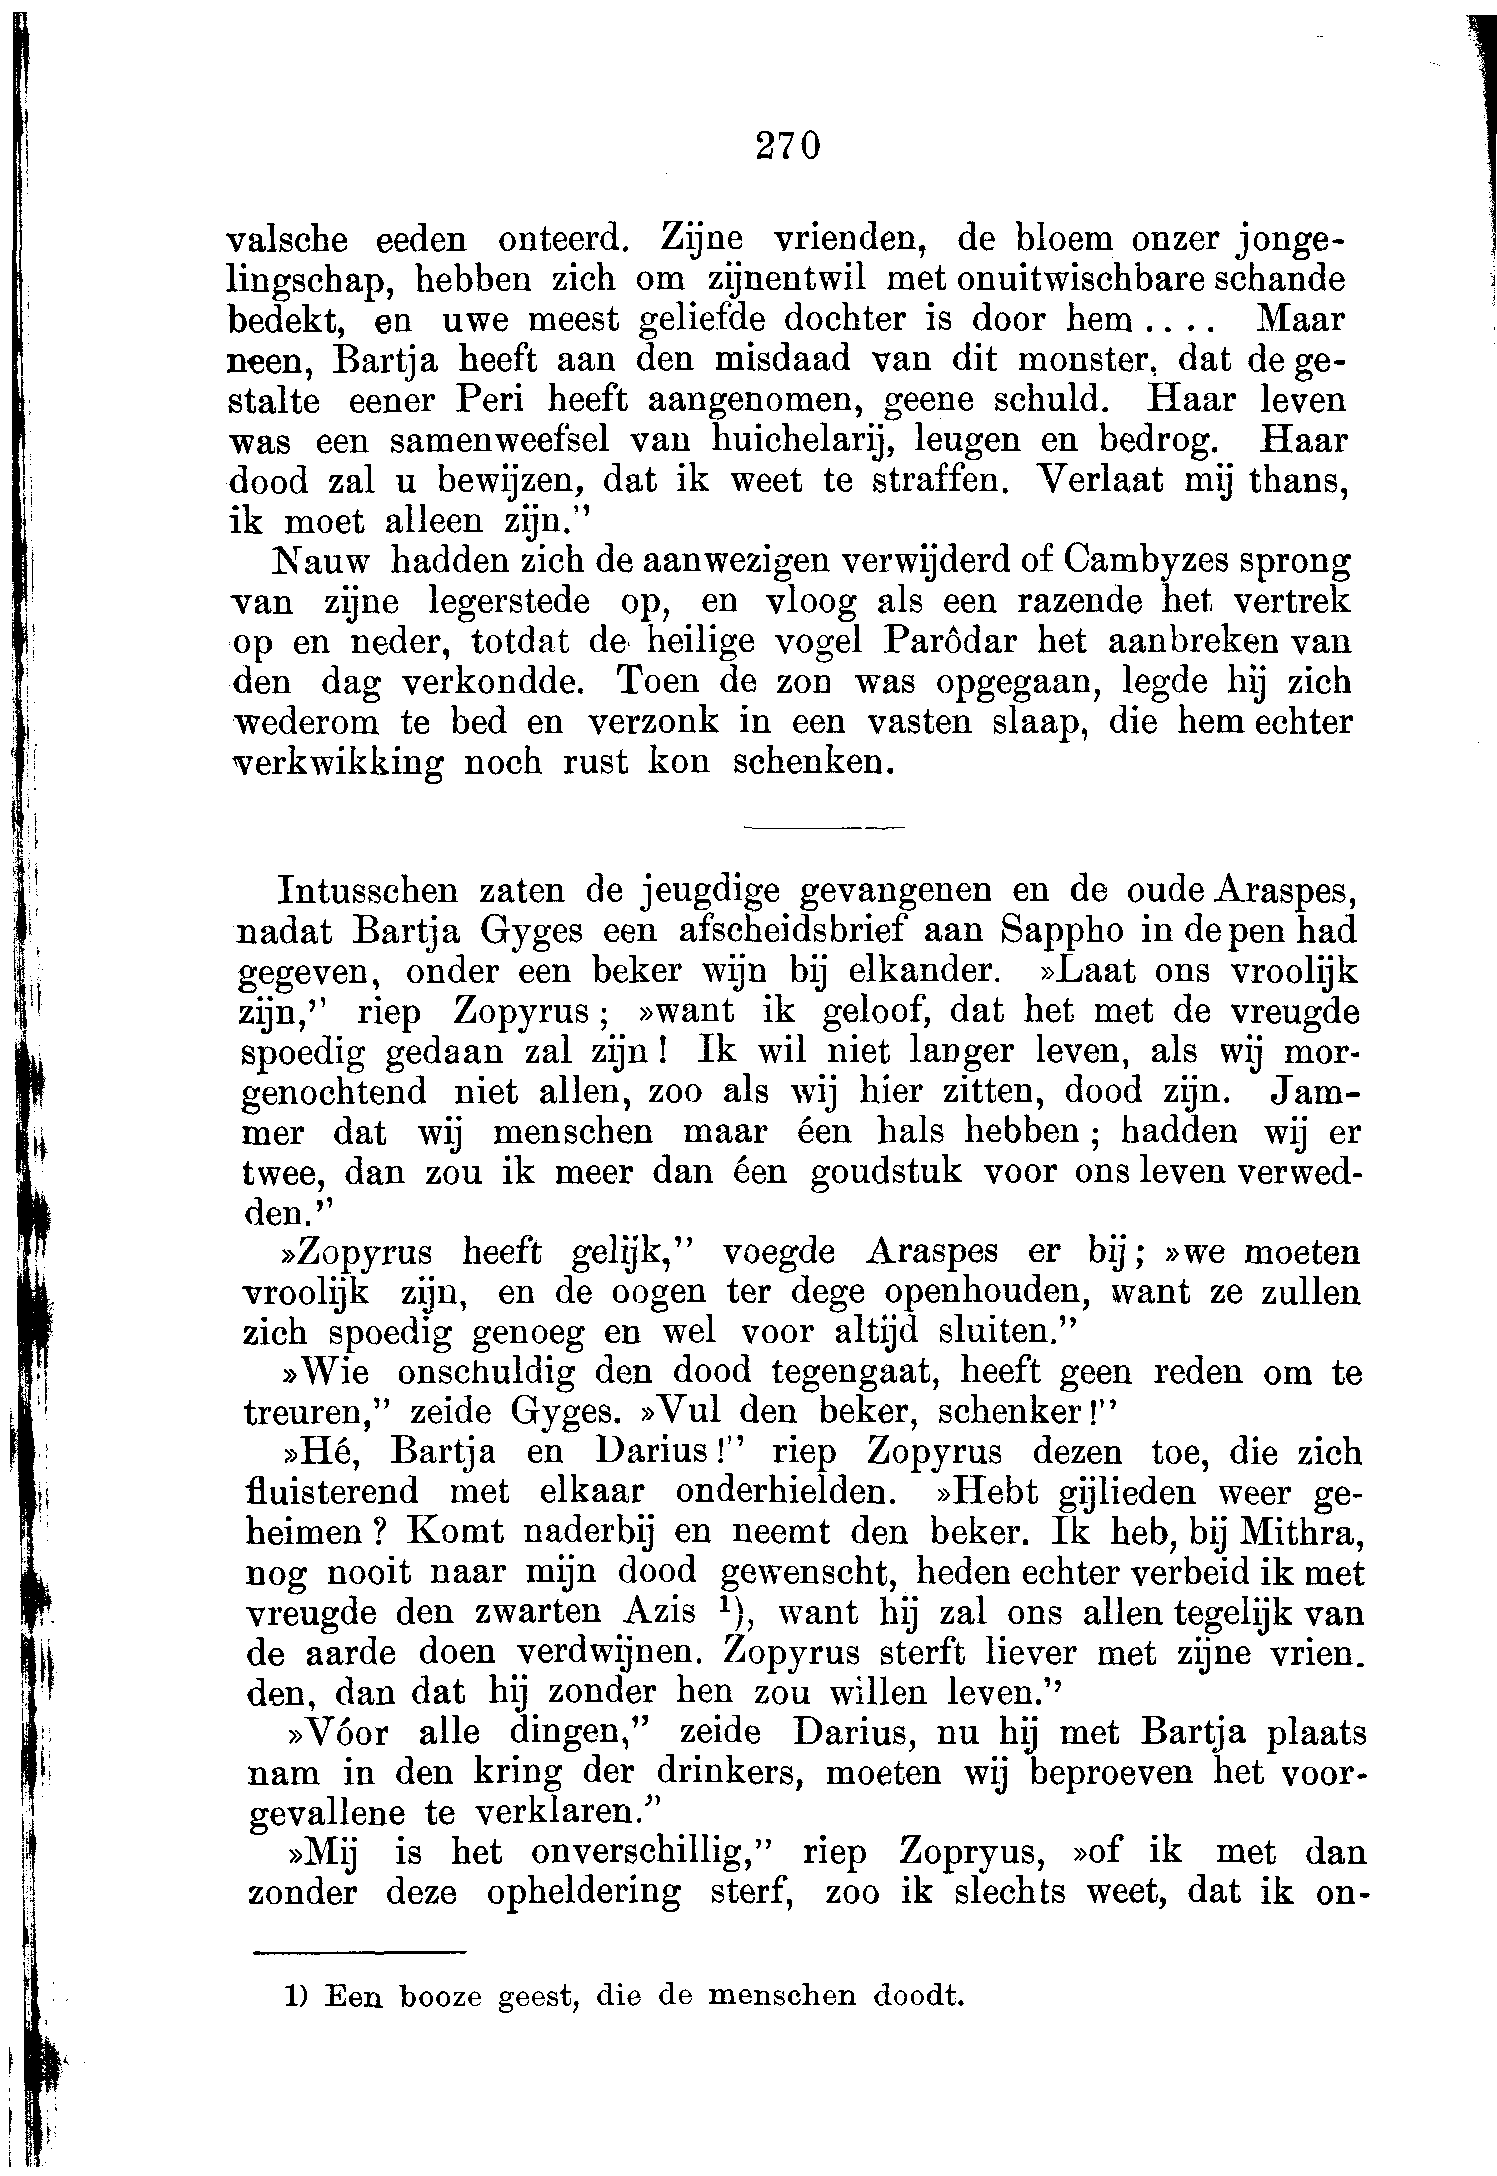 270
valsche eeden onteerd. Zijne vrienden, de bloem onzer jonge-
lingschap, hebben zich om zijnentwil met onuitwischbare schande
bedekt, en uwe meest geliefde dochter is door hem.... Maar
neen, Bartja heeft aan den misdaad van dit monster, dat de ge-
stalte eener Peri heeft aangenomen, geene schuld. Haar leven
was een samenweefsel van huichelarij, leugen en bedrog. Haar
dood zal u bewijzen, dat ik weet te straffen. Verlaat mij thans,
ik moet alleen zijn.”
Nauw hadden zich de aanwezigen verwijderd of Cambyzes sprong
van zijne legerstede op, en vloog als een razende het vertrek
op en neder, totdat de heilige vogel Parôdar het aanbreken van
den dag verkondde. Toen de zon was opgegaan, legde hij zich
wederom te bed en verzonk in een vasten slaap, die hem echter
verkwikking noch rust kon schenken.
Intusschen zaten de jeugdige gevangenen en de oude Araspes,
nadat Bartja Gyges een afscheidsbrief aan Sappho in de pen had
gegeven, onder een beker wijn bij elkander. »Laat ons vroolijk
zijn,” riep Zopyrus; »want ik geloof, dat het met de vreugde
spoedig gedaan zal zijn! Ik wil niet langer leven, als wij mor-
genochtend niet allen, zoo als wij hier zitten, dood zijn. Jam-
mer dat wij menschen maar éen hals hebben; hadden wij er
twee, dan zou ik meer dan éen goudstuk voor ons leven verwed-
den.”
»Zopyrus heeft gelijk,” voegde Araspes er bij; »we moeten
vroolijk zijn, en de oogen ter dege openhouden, want ze zullen
zich spoedig genoeg en wel voor altijd sluiten.”
»Wie onschuldig den dood tegengaat, heeft geen reden om te
treuren,” zeide Gyges. »Vul den beker, schenker!”
»Hé, Bartja en Darius!” riep Zopyrus dezen toe, die zich
fluisterend met elkaar onderhielden. »Hebt gijlieden weer ge-
heimen? Komt naderbij en neemt den beker. Ik heb, bij Mithra,
nog nooit naar mijn dood gewenscht, heden echter verbeid ik met
vreugde den zwarten Azis ¹), want hij zal ons allen tegelijk van
de aarde doen verdwijnen. Zopyrus sterft liever met zijne vrien.
den, dan dat hij zonder hen zou willen leven.”
»Vóor alle dingen,” zeide Darius, nu hij met Bartja plaats
nam in den kring der drinkers, moeten wij beproeven het voor-
gevallene te verklaren.”
»Mij is het onverschillig,” riep Zopryus, »of ik met dan
zonder deze opheldering sterf, zoo ik slechts weet, dat ik on-
1) Een booze geest, die de menschen doodt.